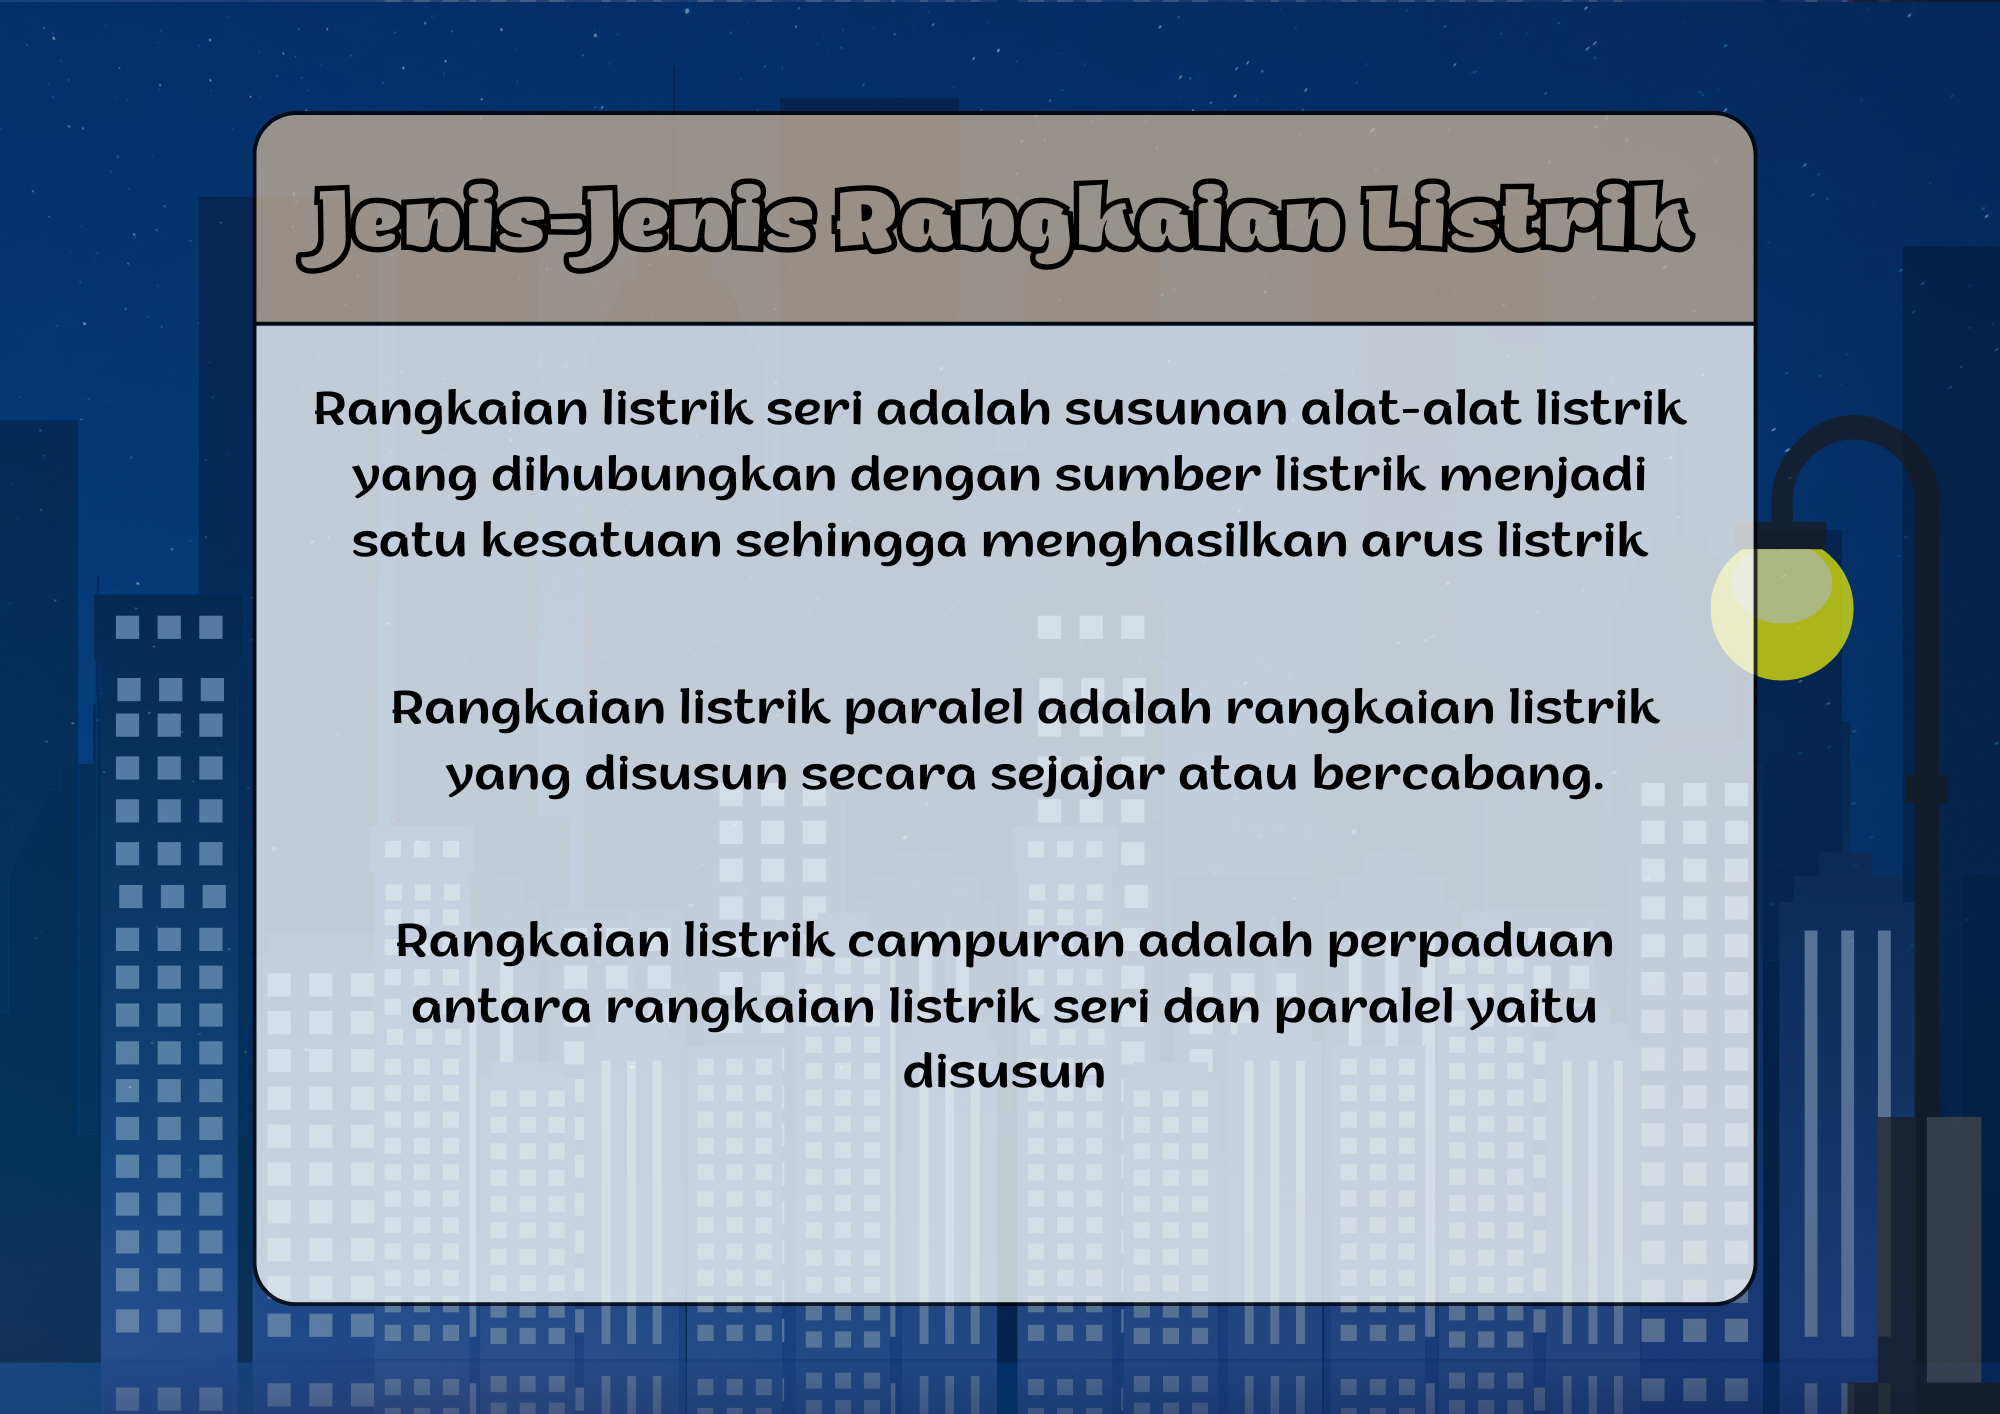 Jenis-Jenis Rangkaian Listrik
Rangkaian listrik seri adalah susunan alat-alat listrik
yang dihubungkan dengan sumber listrik menjadi
satu kesatuan sehingga menghasilkan arus listrik
Rangkaian listrik paralel adalah rangkaian listrik
yang disusun secara sejajar atau bercabang.
Rangkaian listrik campuran adalah perpaduan
antara rangkaian listrik seri dan paralel yaitu
disusun